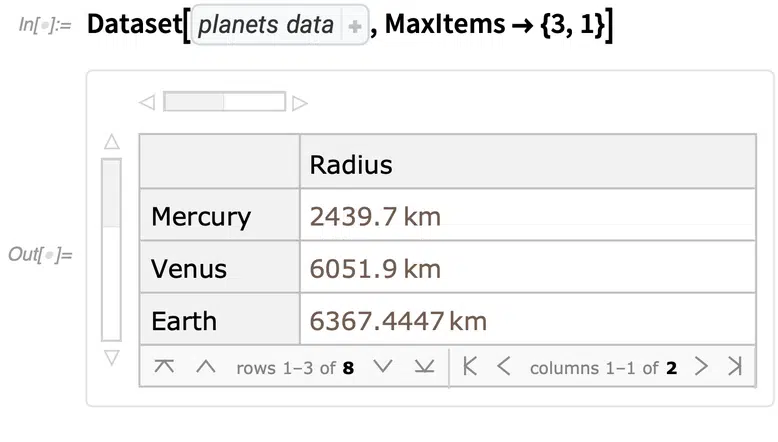 In[•]:= Dataset[ planets data + , MaxItems → {3, 1}]
Radius
Mercury 2439.7 km
Out[•]= Venus 6051.9 km
Earth 6367.4447 km
rows 1–3 of 8 columns 1–1 of 2